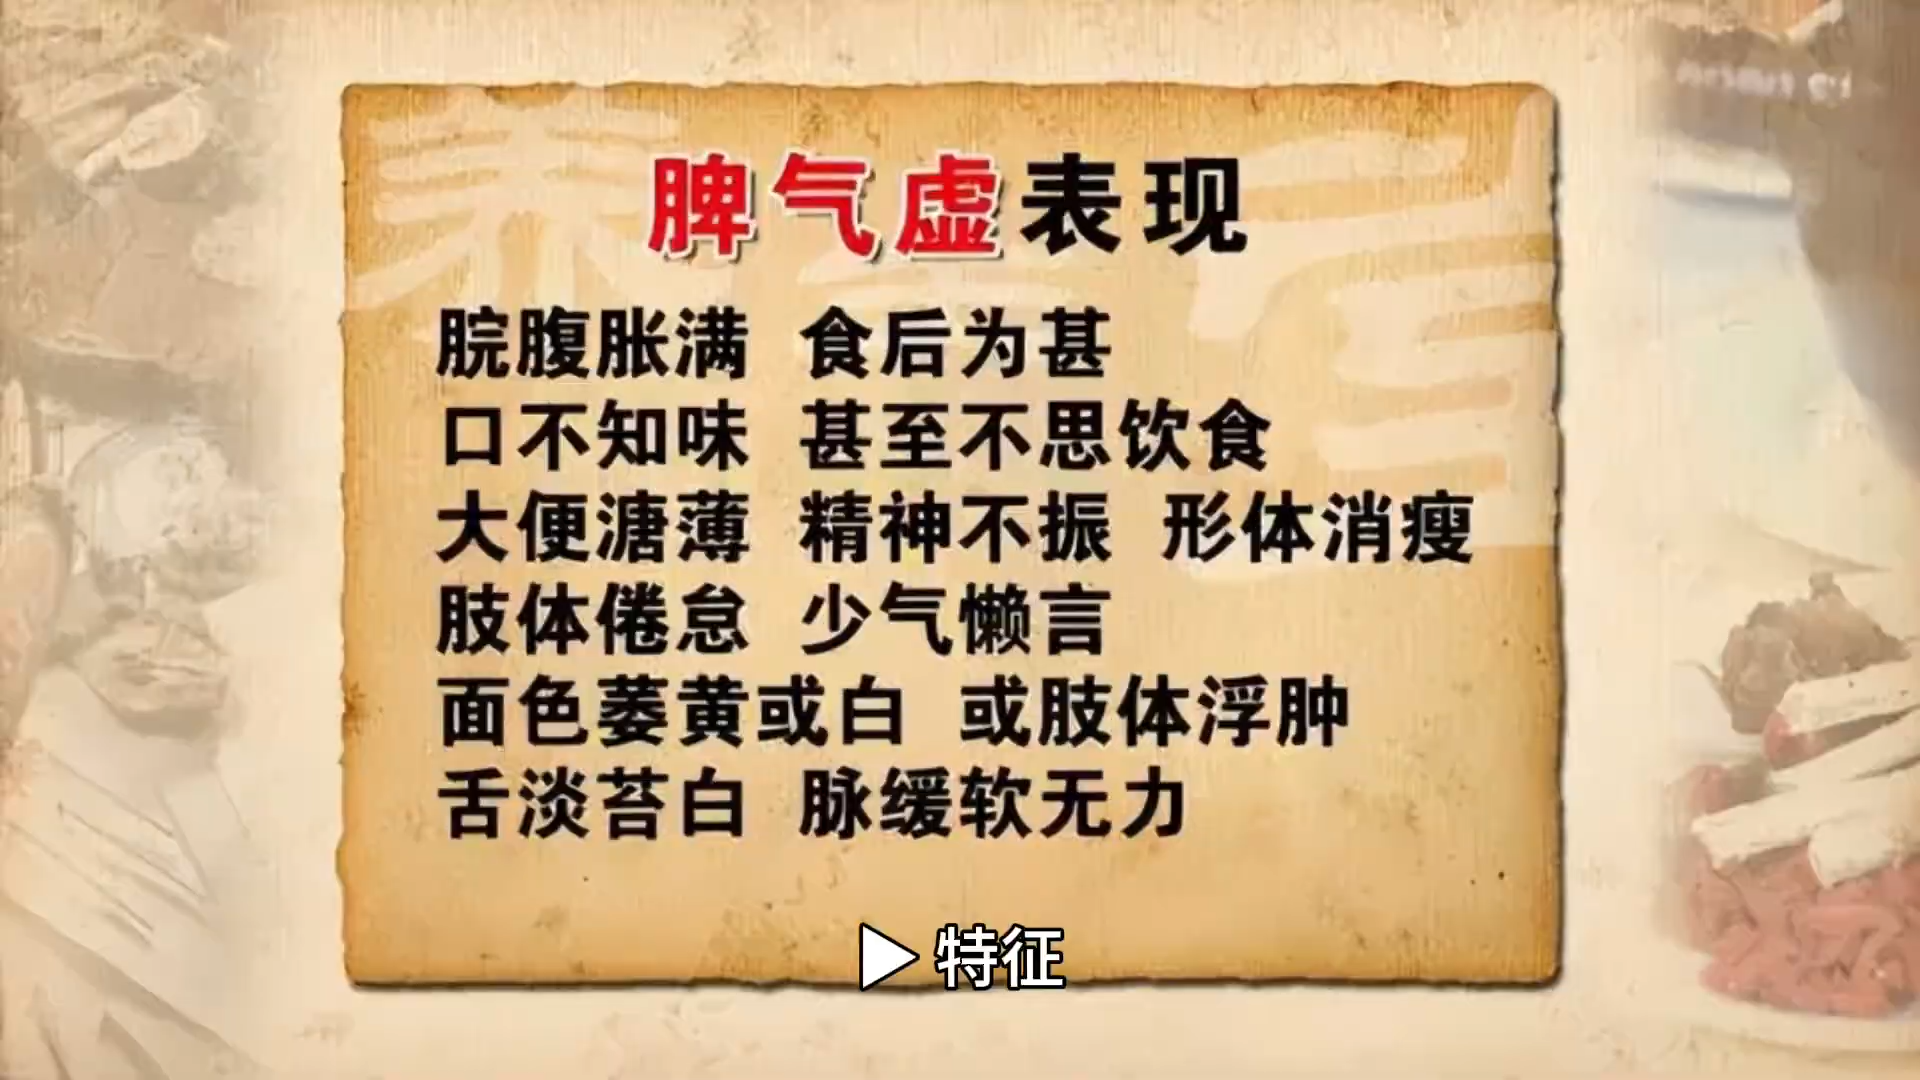 脾气虚表现
脘腹胀满 食后为甚
口不知味 甚至不思饮食
大便溏薄 精神不振 形体消瘦
肢体倦怠 少气懒言
面色萎黄或白 或肢体浮肿
舌淡苔白 脉缓软无力
▶ 特征